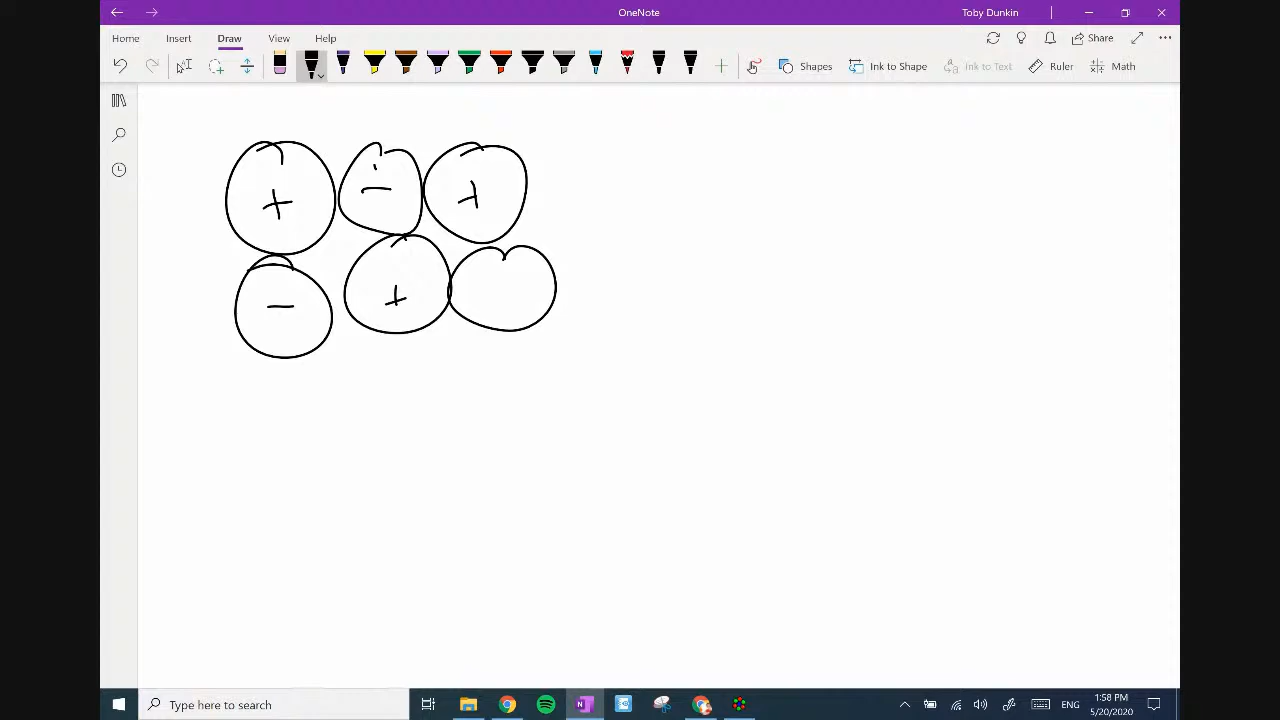 OneNote
Toby Dunkin
Home Insert Draw View Help
Share
Shapes Ink to Shape Ink to Text Ruler Math
+ − +
− +
Type here to search
ENG
1:58 PM
5/20/2020